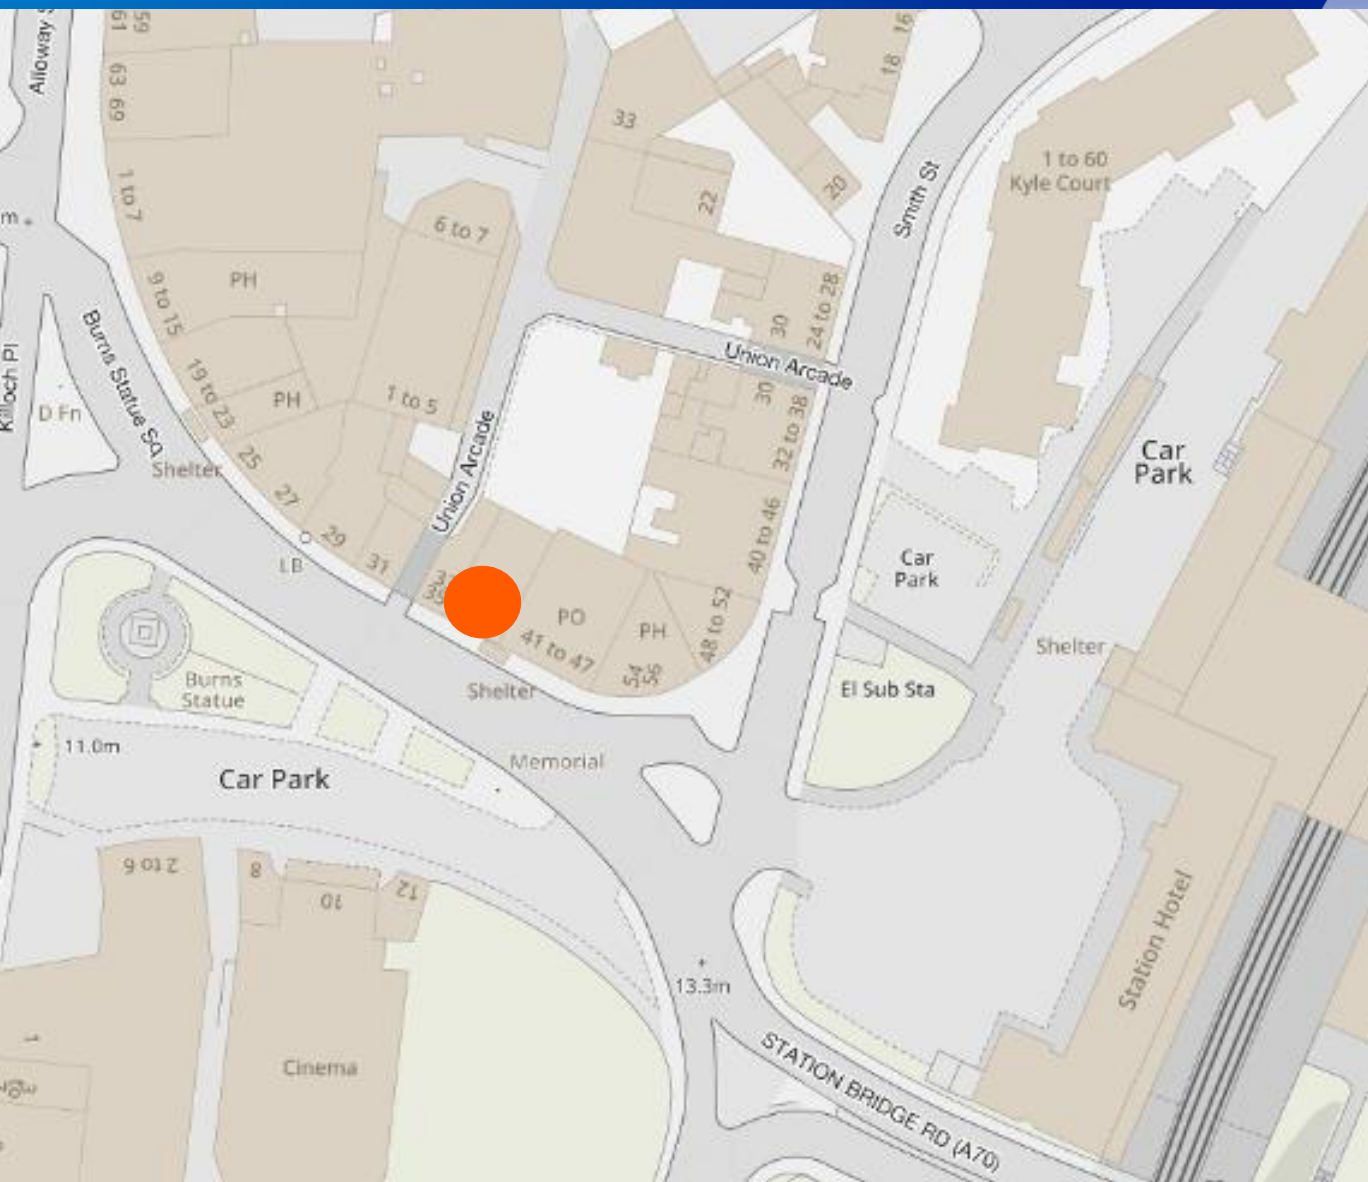 61
59
Alloway
16
18
63
69
33
1 to 60
Kyle Court
1 to 7
22
20
Smith St
m
6 to 7
PH
9 to 15
30
24 to 28
Burns Statue Sq
Killoch Pl
Union Arcade
19 to 23
PH
1 to 5
30
32 to 38
D Fn
Shelter
25
Union Arcade
Car
Park
27
29
40 to 46
LB
31
Car
Park
PO
PH
48 to 52
41 to 47
Shelter
54
56
Shelter
El Sub Sta
Burns
Statue
11.0m
Memorial
Car Park
2 to 6
8
10
12
Station Hotel
13.3m
1
Cinema
STATION BRIDGE RD (A70)